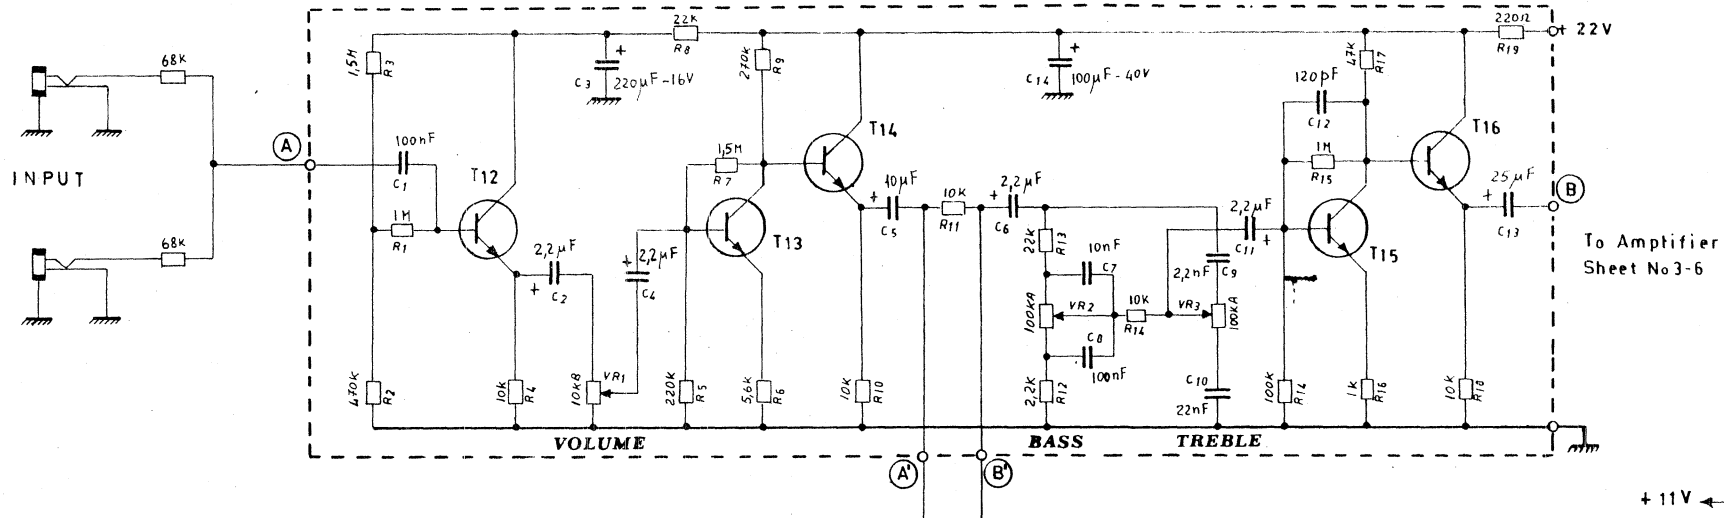 INPUT
68K
68K
A
1,5M
R3
470K
R2
100nF
C1
1M
R1
T12
10K
R4
2,2µF
+
C2
10KB
VR1
VOLUME
+
C3
220µF-16V
22K
R8
2,2µF
+
C4
220K
R5
1,5M
R7
270K
R9
T13
5,6K
R6
T14
10K
R10
10µF
+
C5
10K
R11
A'
B'
2,2µF
+
C6
+
C14
100µF-40V
22K
R13
10nF
C7
100KA
VR2
C8
100nF
2,2K
R12
BASS
10K
R14
VR3
100KA
2,2nF
C9
C10
22nF
TREBLE
2,2µF
C11
+
120pF
C12
1M
R15
47K
R17
T15
100K
R14
1K
R16
T16
10K
R18
25µF
+
C13
B
220Ω
R19
+ 22V
To Amptifier
Sheet No 3-6
+ 11V